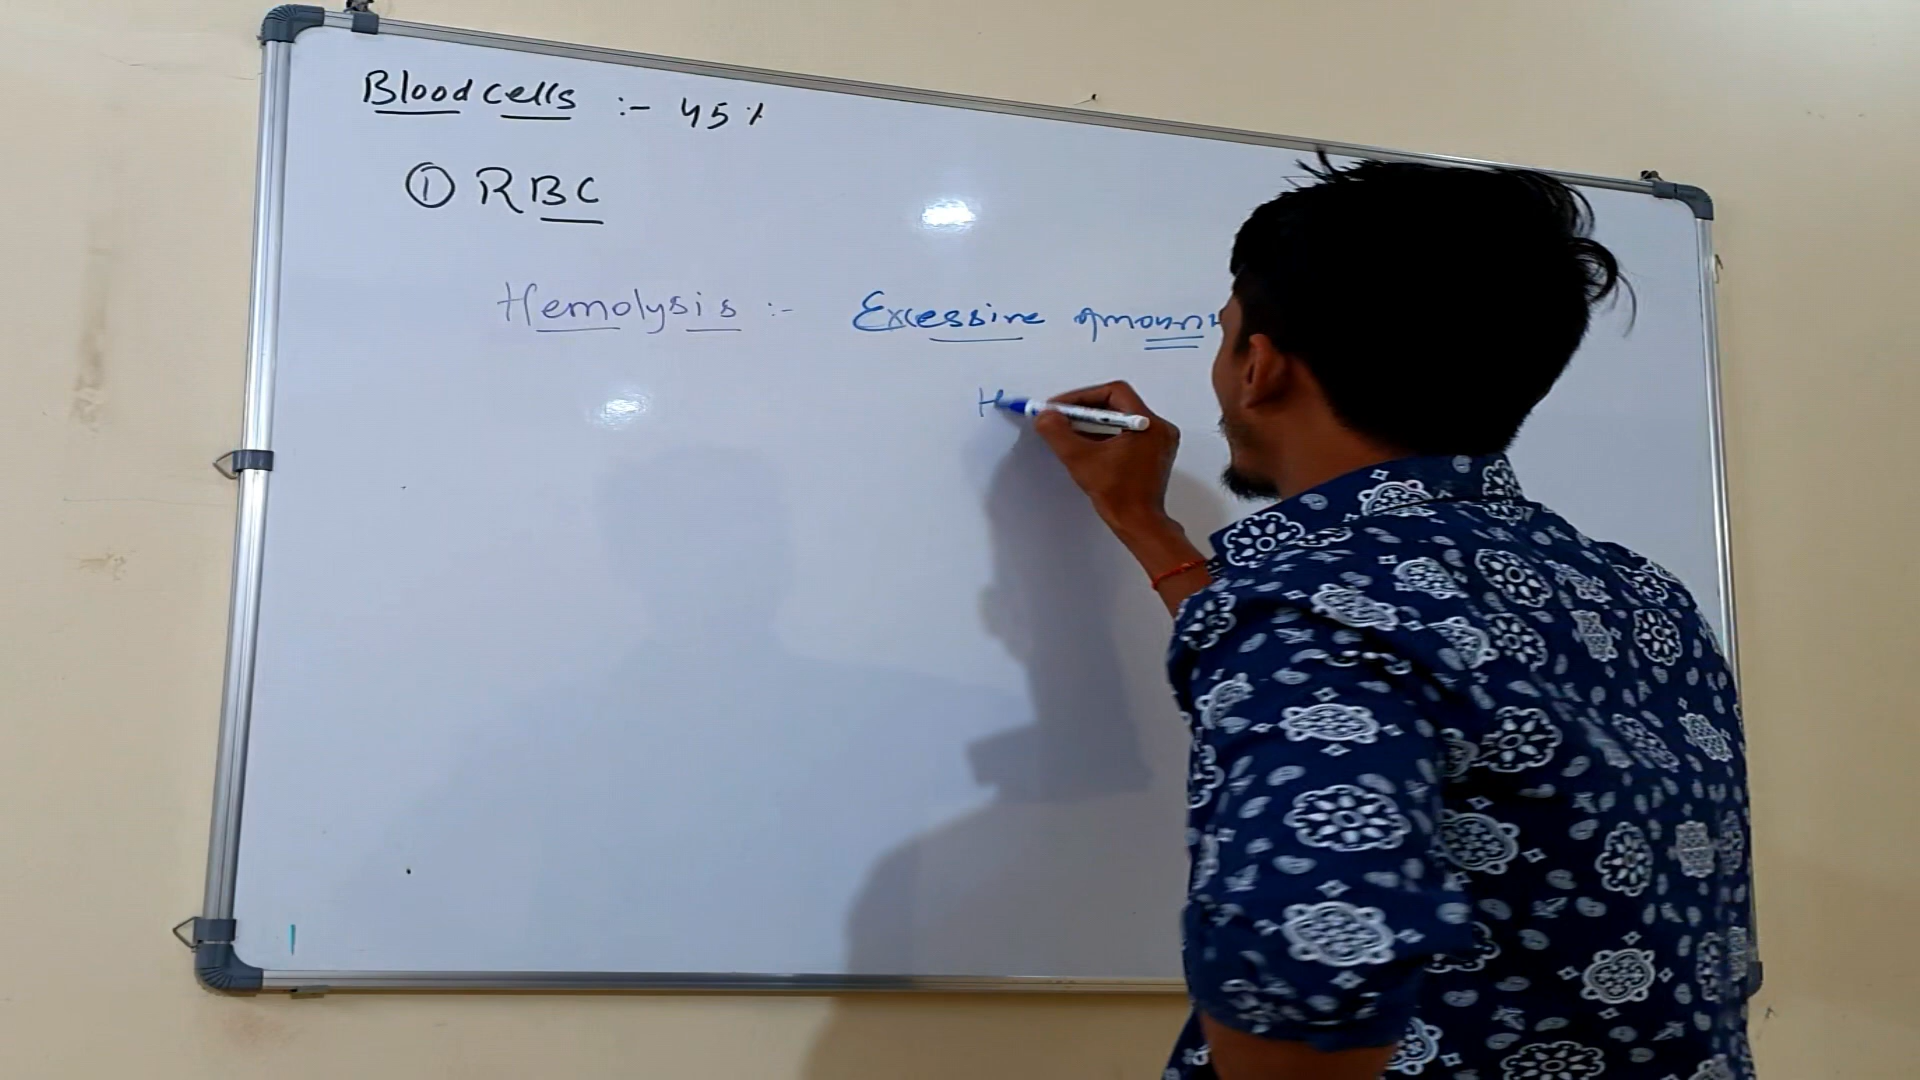 Blood cells :- 45%
① RBC
Hemolysis :- Excessive amount
H